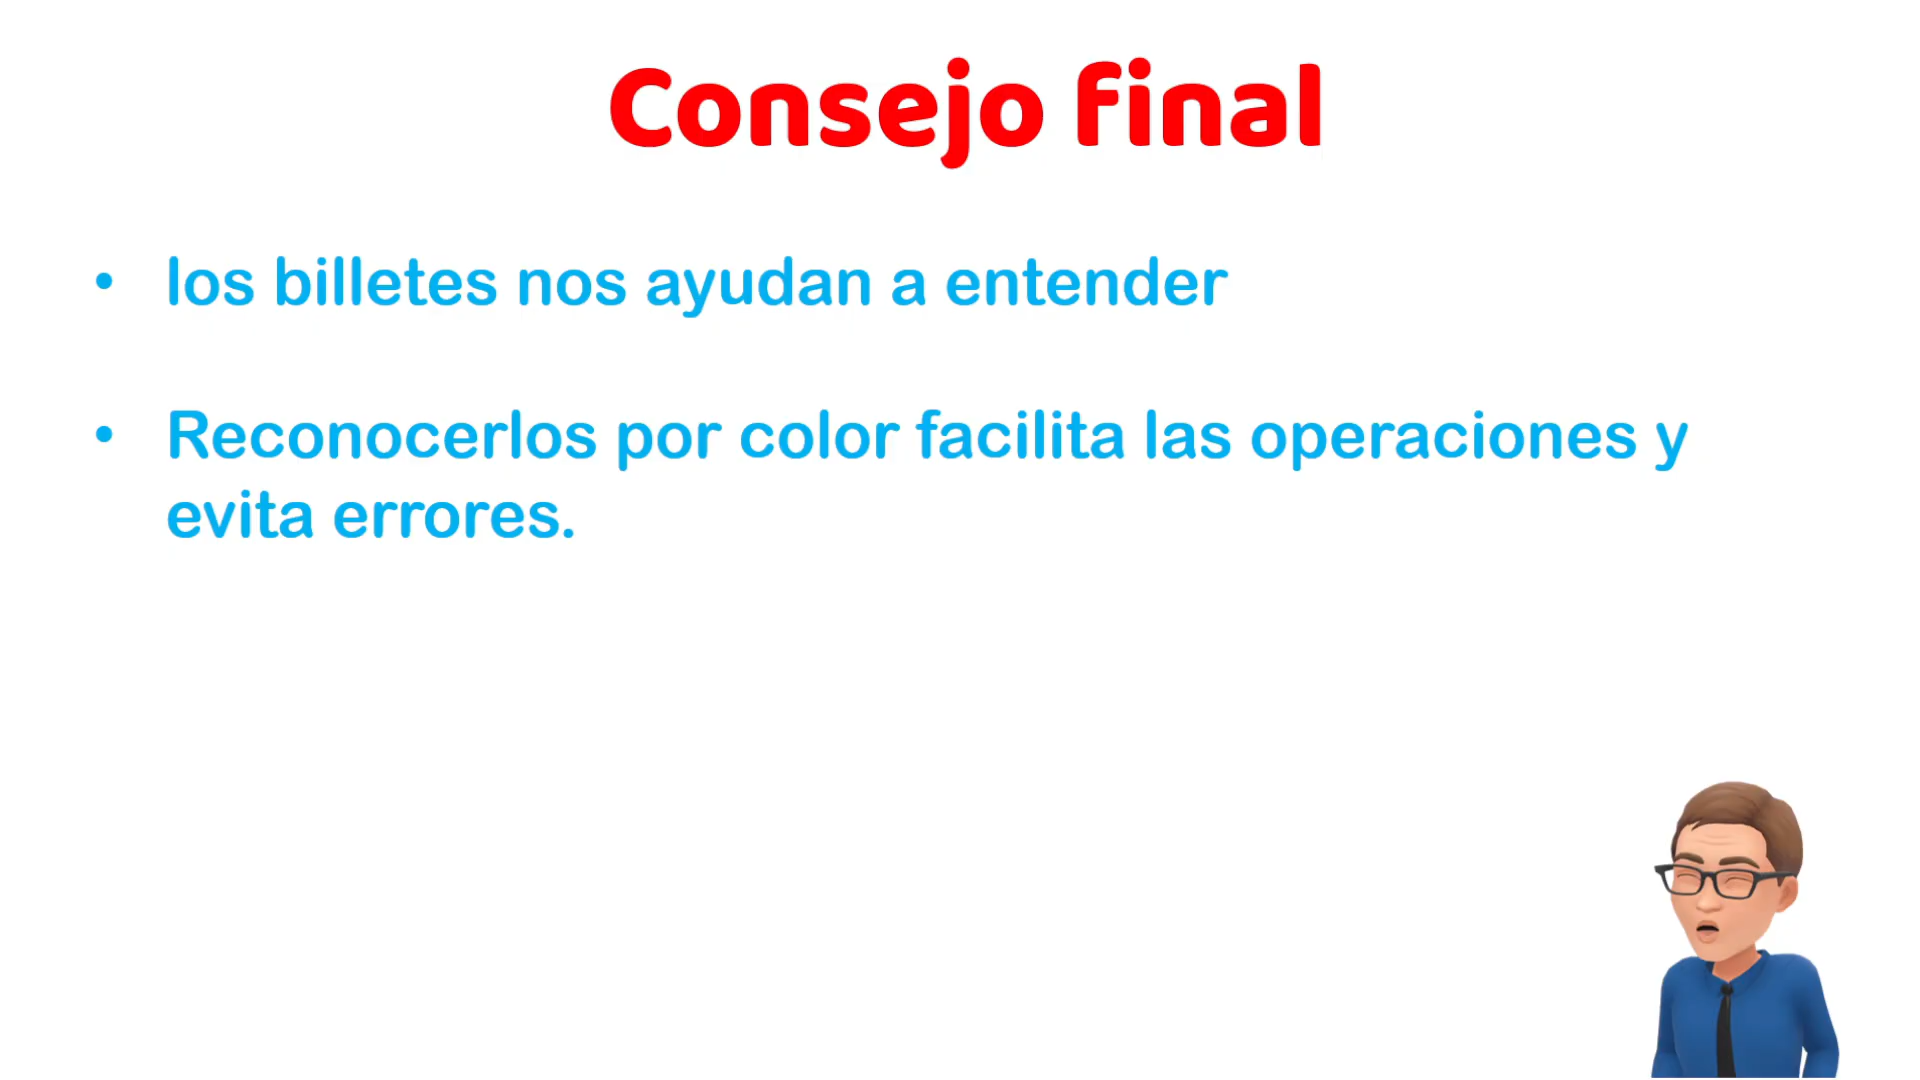 Consejo final
• los billetes nos ayudan a entender
• Reconocerlos por color facilita las operaciones y
evita errores.